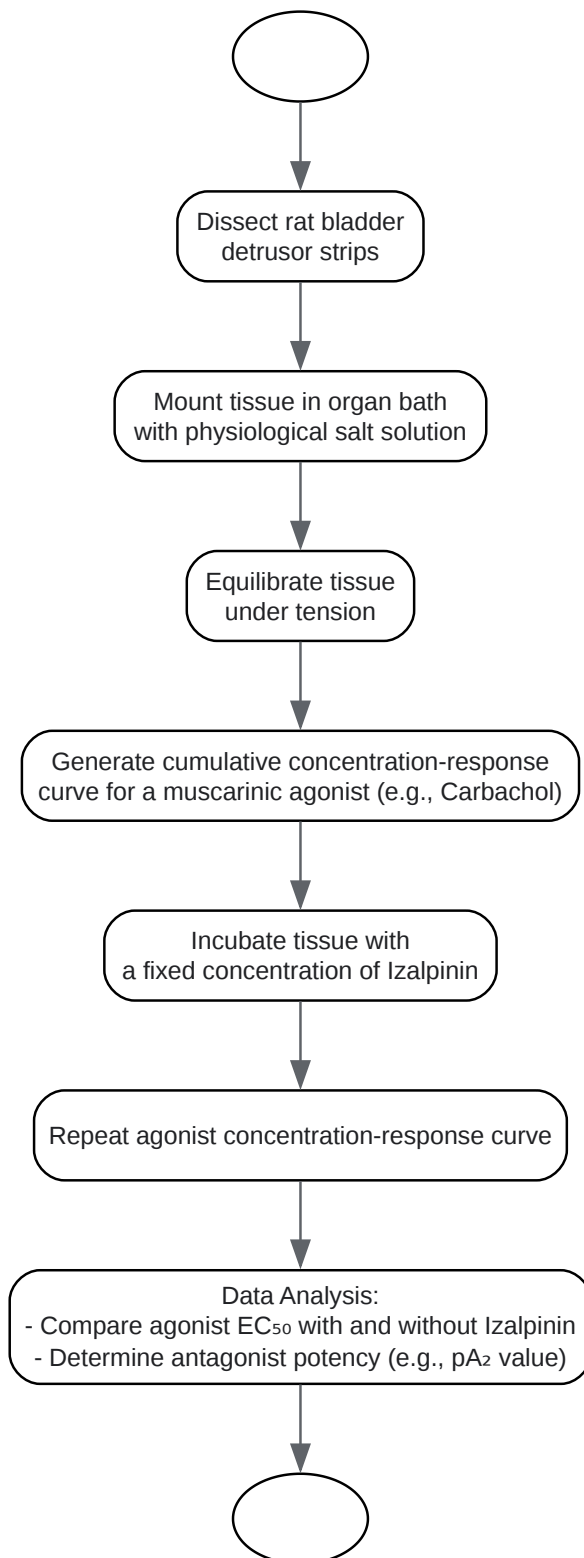 Dissect rat bladder
detrusor strips
Mount tissue in organ bath
with physiological salt solution
Equilibrate tissue
under tension
Generate cumulative concentration-response
curve for a muscarinic agonist (e.g., Carbachol)
Incubate tissue with
a fixed concentration of Izalpinin
Repeat agonist concentration-response curve
Data Analysis:
- Compare agonist EC₅₀ with and without Izalpinin
- Determine antagonist potency (e.g., pA₂ value)